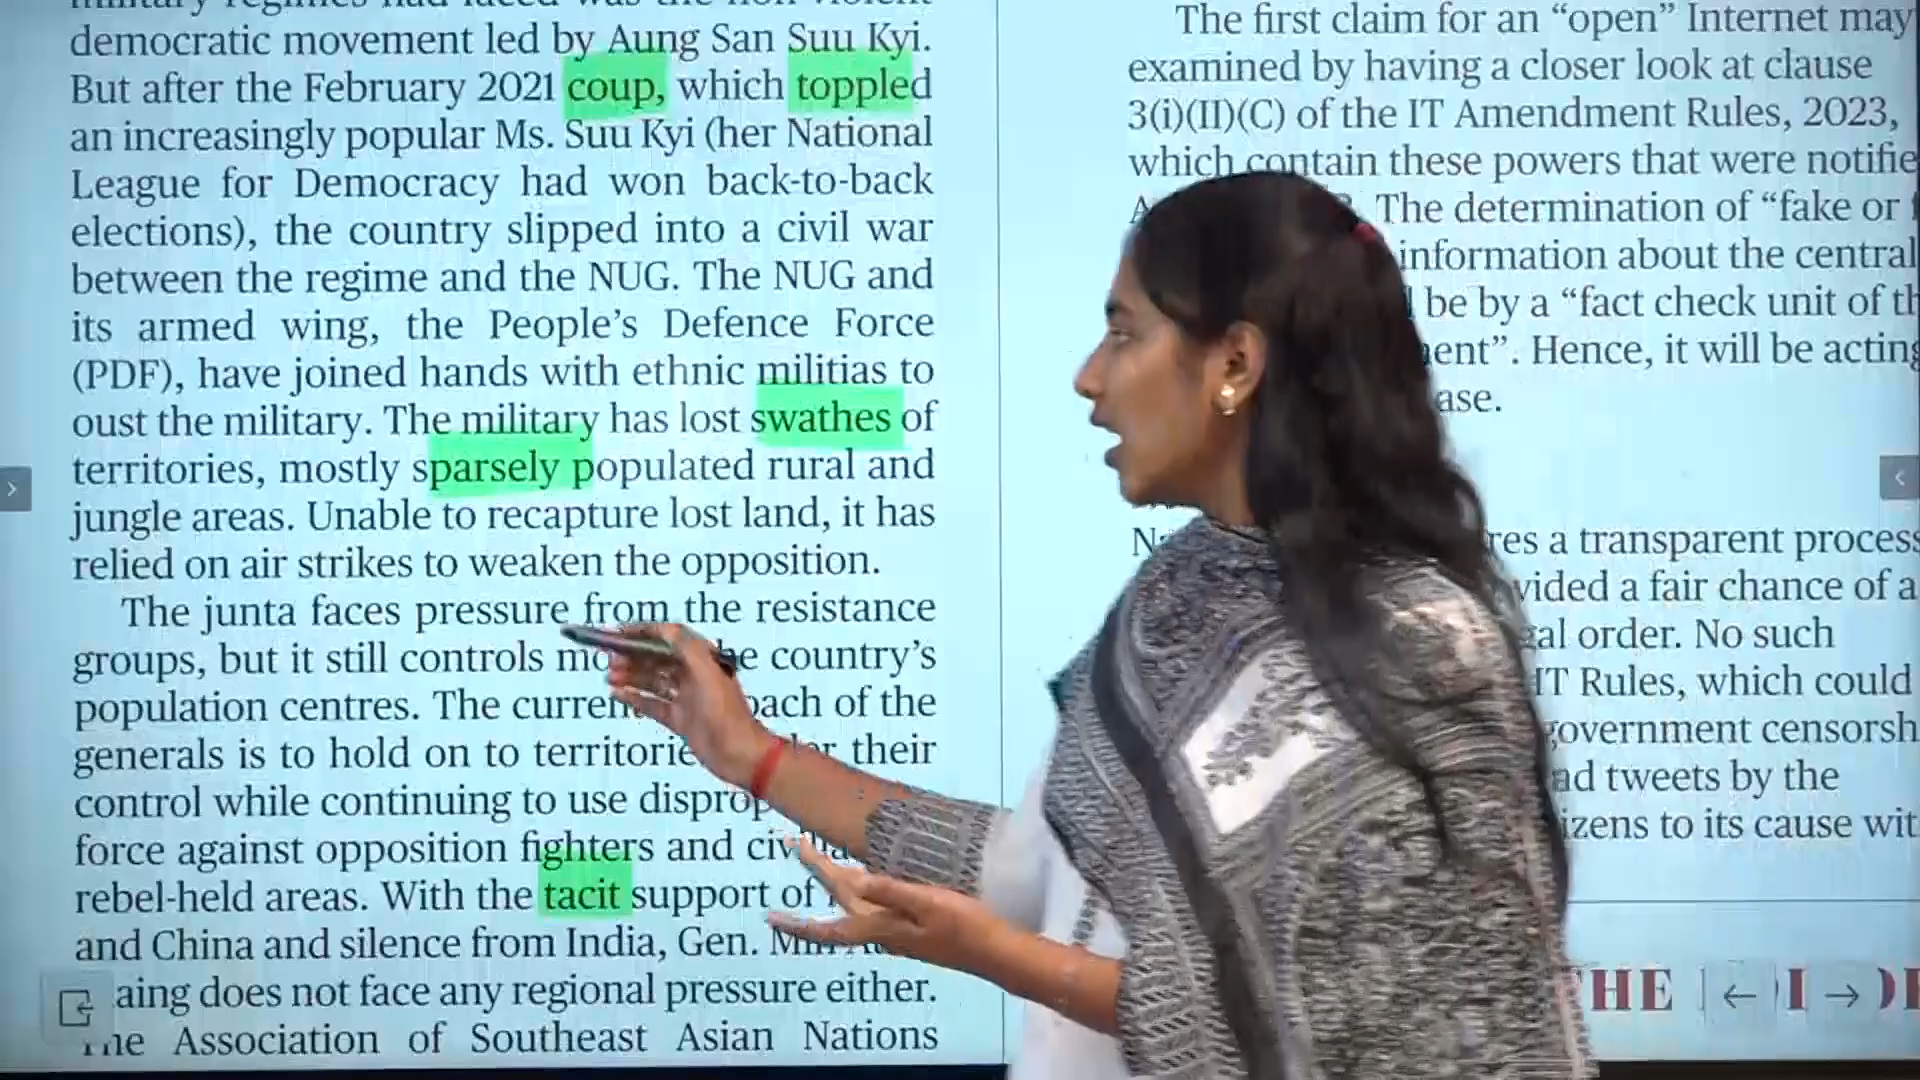 democratic movement led by Aung San Suu Kyi.
But after the February 2021 coup, which toppled
an increasingly popular Ms. Suu Kyi (her National
League for Democracy had won back-to-back
elections), the country slipped into a civil war
between the regime and the NUG. The NUG and
its armed wing, the People's Defence Force
(PDF), have joined hands with ethnic militias to
oust the military. The military has lost swathes of
territories, mostly sparsely populated rural and
jungle areas. Unable to recapture lost land, it has
relied on air strikes to weaken the opposition.
The junta faces pressure from the resistance
groups, but it still controls country's
population centres. The of the
generals is to hold on to their
control while continuing to use
force against opposition fighters and
rebel-held areas. With the tacit support of
and China and silence from India, Gen.
does not face any regional pressure either.
Association of Southeast Asian Nations
The first claim for an “open” Internet may
examined by having a closer look at clause
3(i)(II)(C) of the IT Amendment Rules, 2023,
which contain these powers that were
The determination of “fake or
information about the central
be by a “fact check unit of
Hence, it will be acting
a transparent process
a fair chance of a
order. No such
IT Rules, which could
government
tweets by the
to its cause